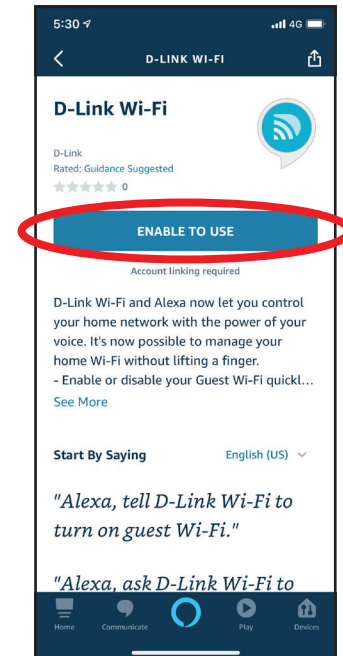 5:30
4G
D-LINK WI-FI
D-Link Wi-Fi
D-Link
Rated: Guidance Suggested
0
ENABLE TO USE
Account linking required
D-Link Wi-Fi and Alexa now let you control
your home network with the power of your
voice. It's now possible to manage your
home Wi-Fi without lifting a finger.
- Enable or disable your Guest Wi-Fi quickl...
See More
Start By Saying
English (US)
"Alexa, tell D-Link Wi-Fi to
turn on guest Wi-Fi."
"Alexa, ask D-Link Wi-Fi to
Home
Communicate
Play
Devices